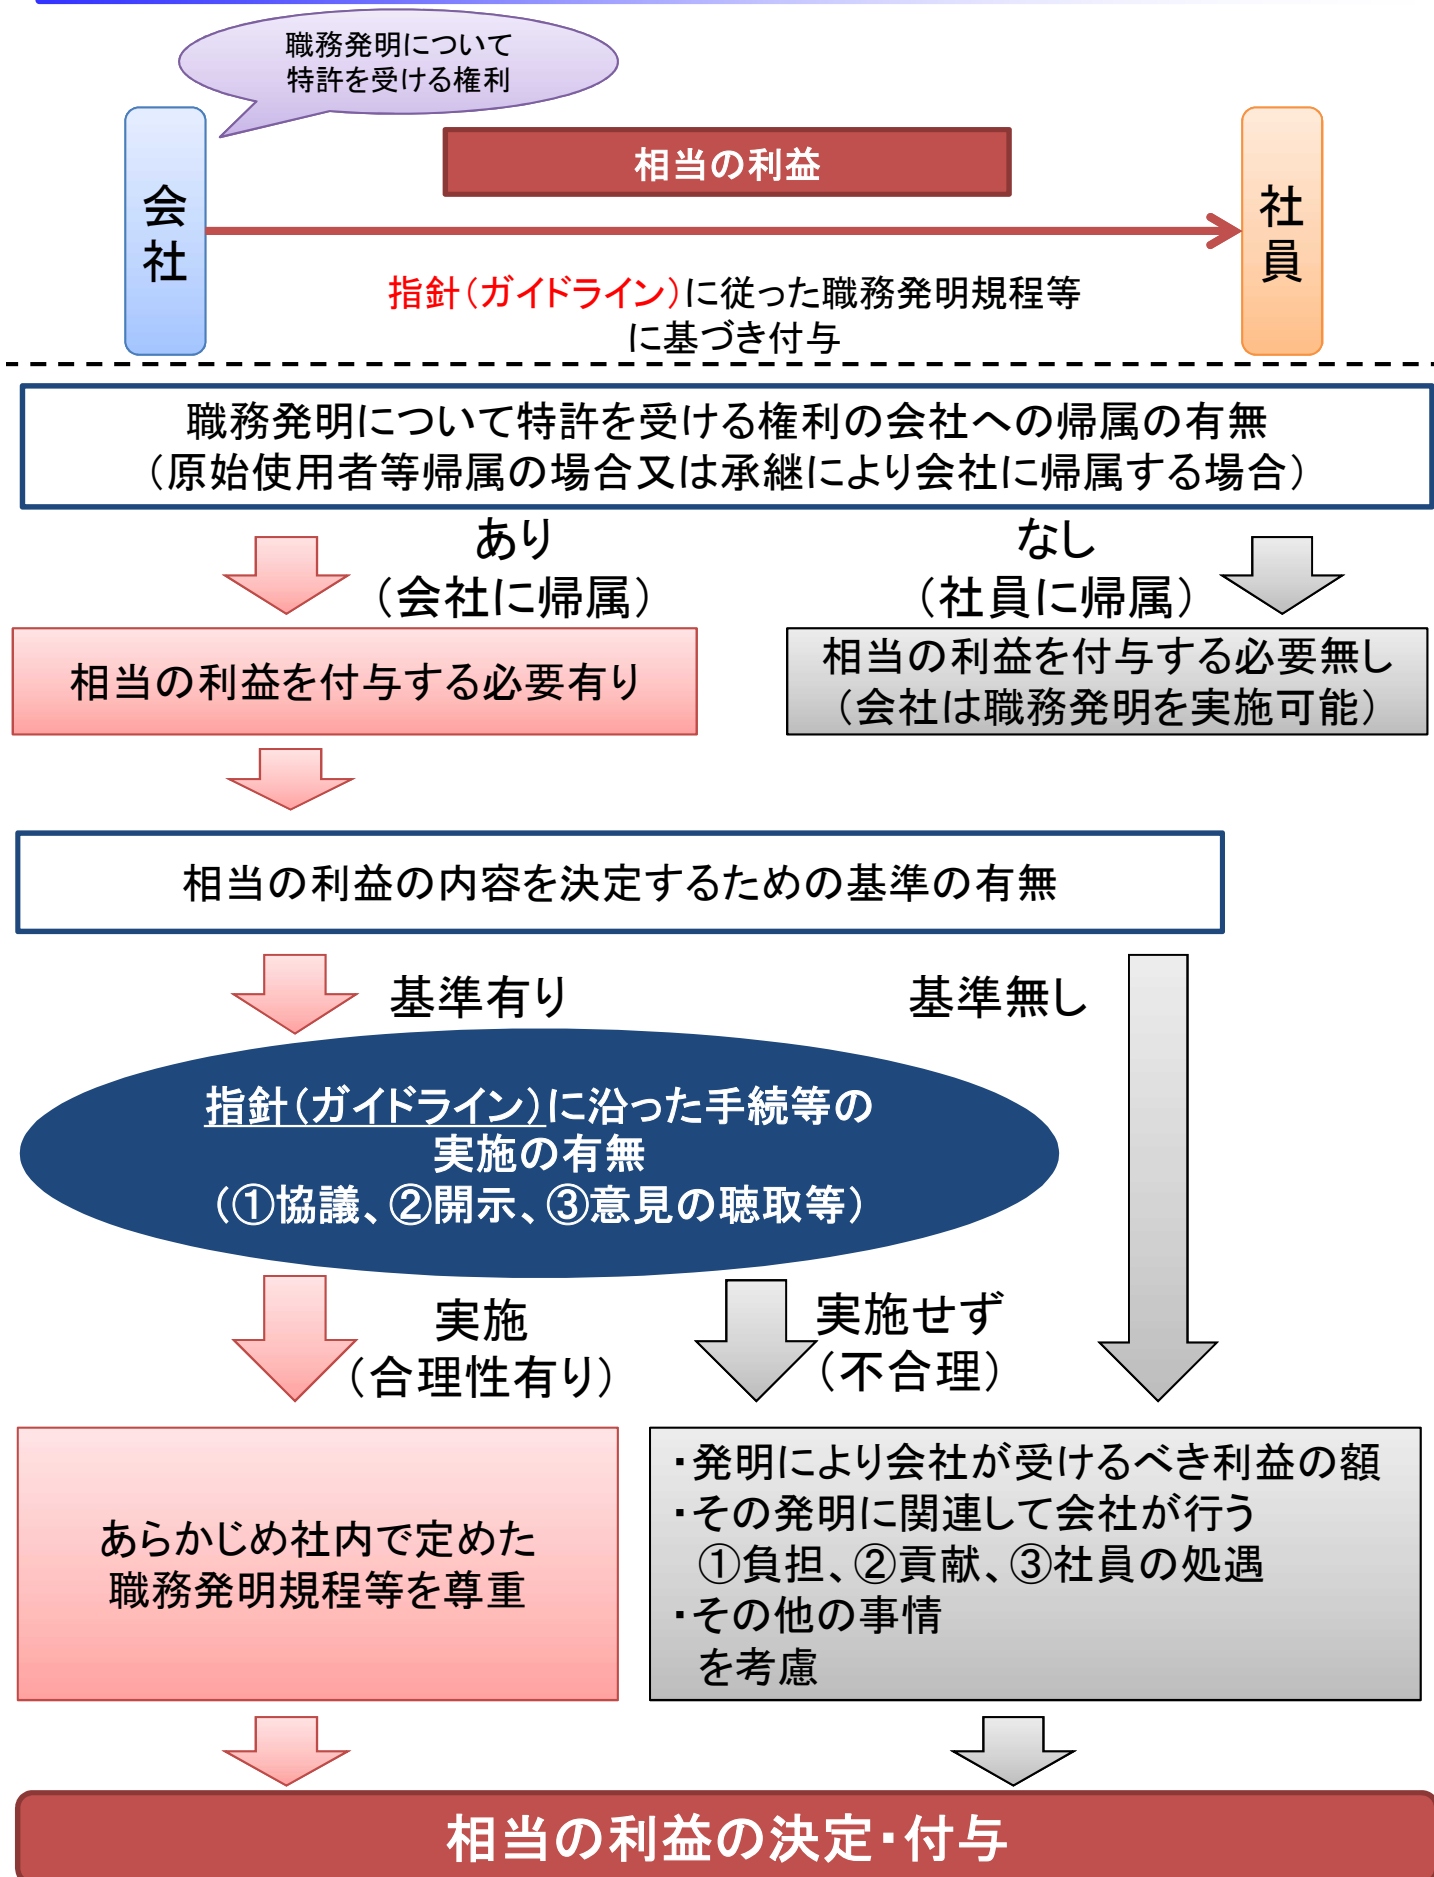 職務発明について
特許を受ける権利
相当の利益
会社
社員
指針（ガイドライン）に従った職務発明規程等
に基づき付与
職務発明について特許を受ける権利の会社への帰属の有無
（原始使用者等帰属の場合又は承継により会社に帰属する場合）
あり
（会社に帰属）
なし
（社員に帰属）
相当の利益を付与する必要有り
相当の利益を付与する必要無し
（会社は職務発明を実施可能）
相当の利益の内容を決定するための基準の有無
基準有り
基準無し
指針（ガイドライン）に沿った手続等の
実施の有無
（①協議、②開示、③意見の聴取等）
実施
（合理性有り）
実施せず
（不合理）
あらかじめ社内で定めた
職務発明規程等を尊重
・発明により会社が受けるべき利益の額
・その発明に関連して会社が行う
①負担、②貢献、③社員の処遇
・その他の事情
を考慮
相当の利益の決定・付与